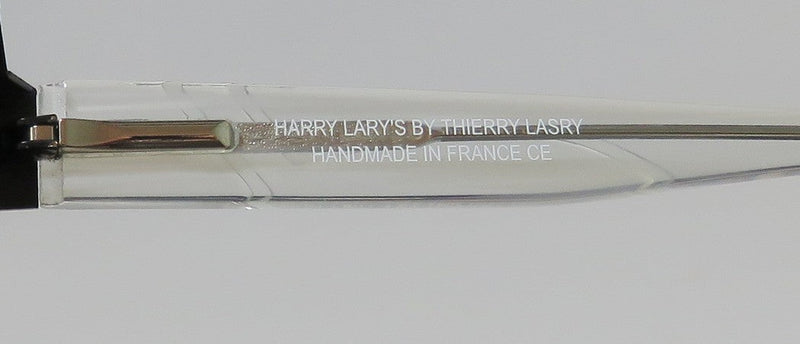 HARRY LARY'S BY THIERRY LASRY
HANDMADE IN FRANCE CE